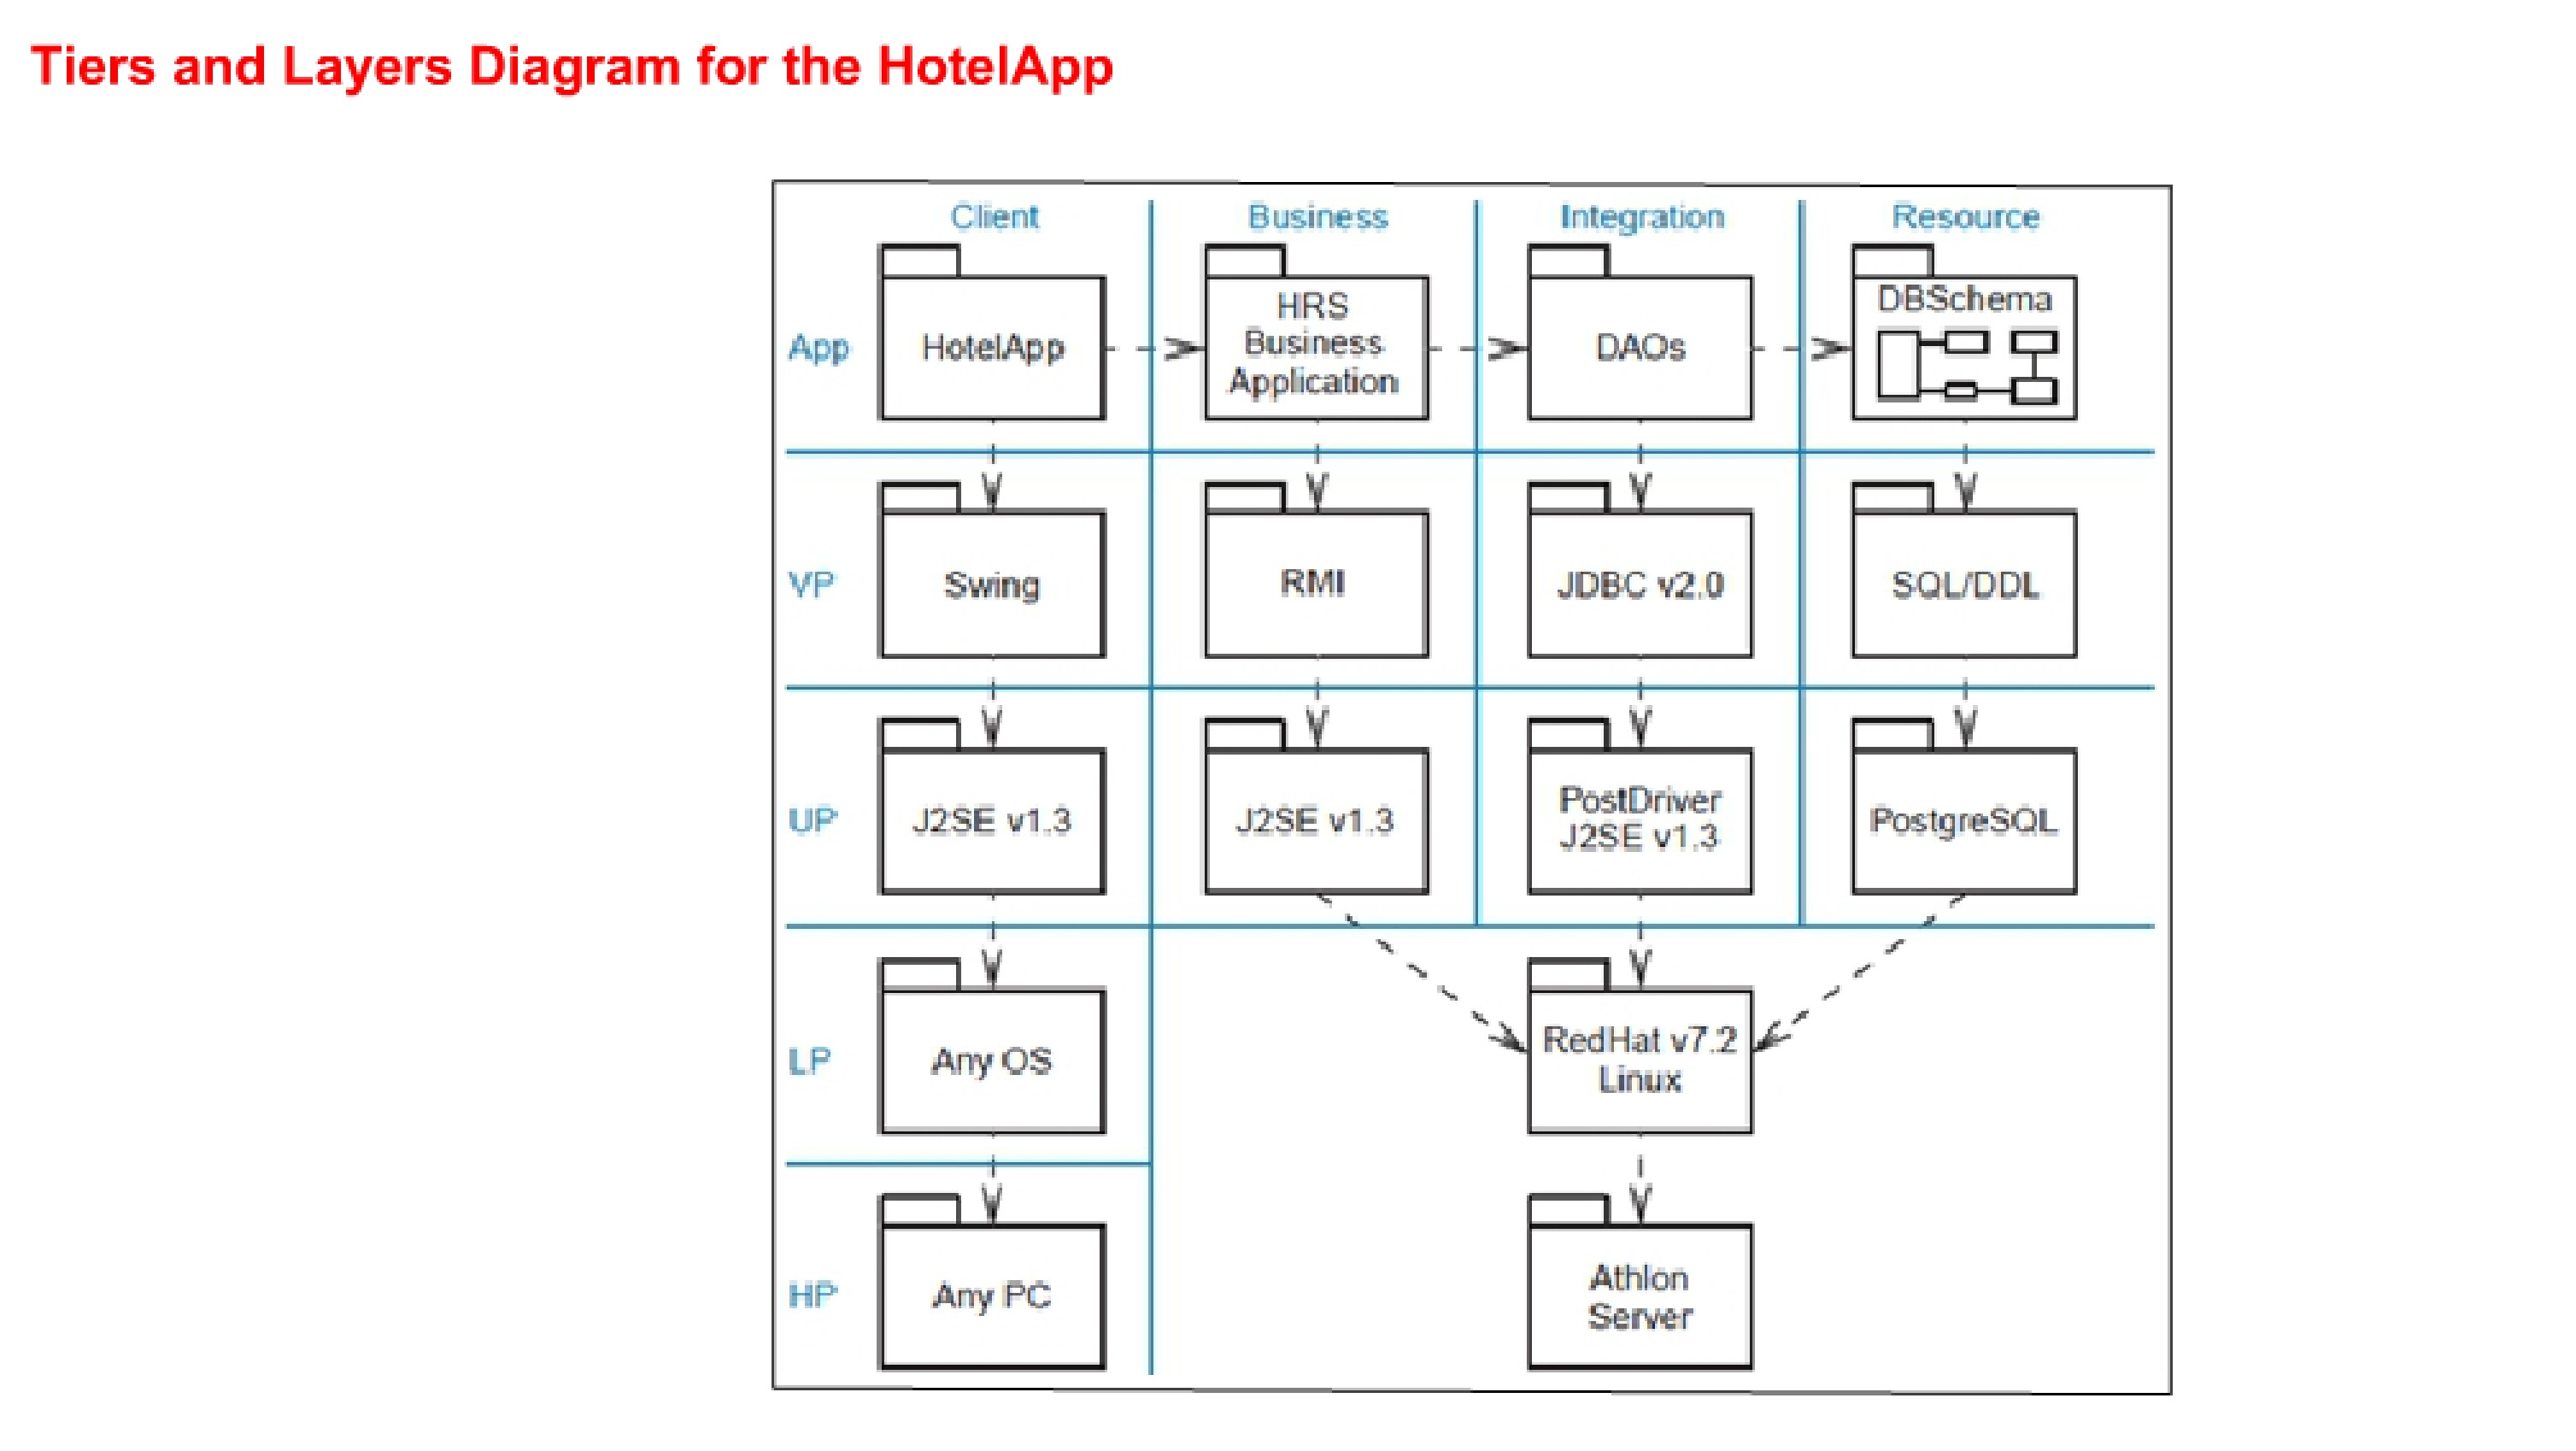 Tiers and Layers Diagram for the HotelApp
Client
Business
Integration
Resource
App
HotelApp
HRS
Business
Application
DAOs
DBSchema
VP
Swing
RMI
JDBC v2.0
SQL/DDL
UP
J2SE v1.3
J2SE v1.3
PostDriver
J2SE v1.3
PostgreSQL
LP
Any OS
RedHat v7.2
Linux
HP
Any PC
Athlon
Server